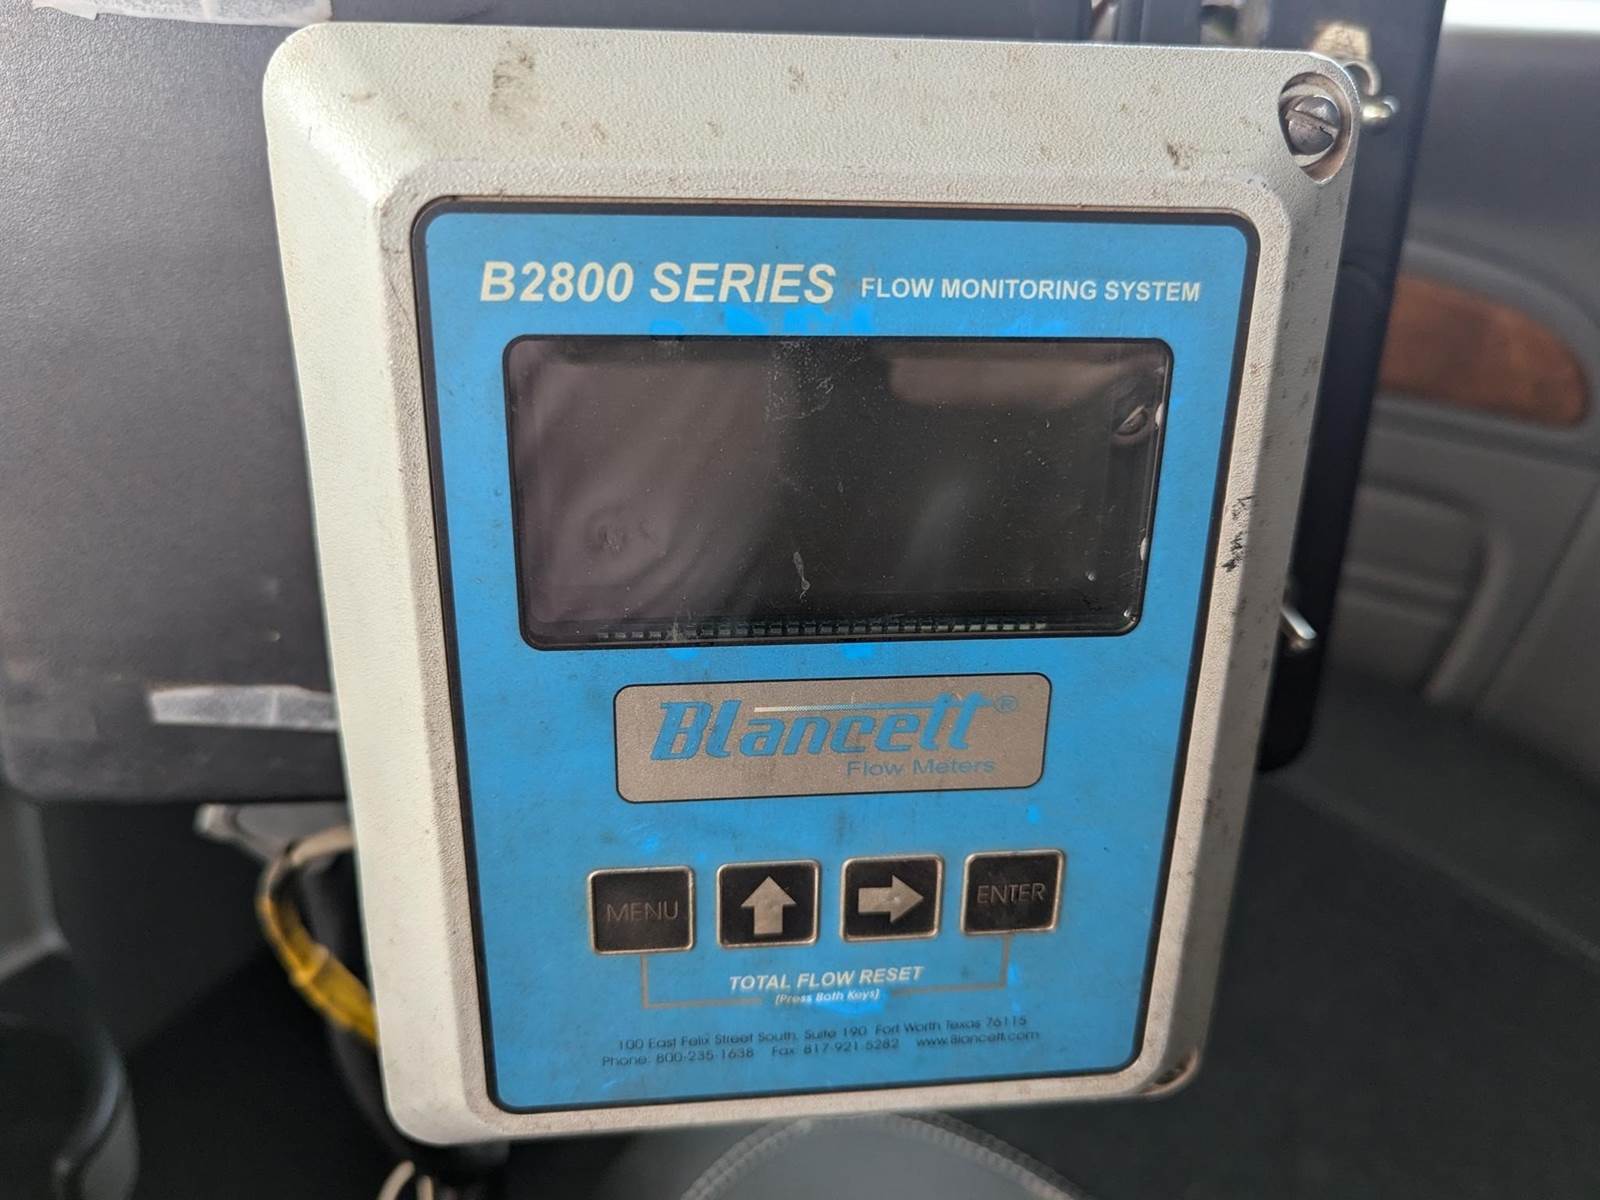 B2800 SERIES FLOW MONITORING SYSTEM
Blancett®
Flow Meters
MENU ENTER
TOTAL FLOW RESET
(Press Both Keys)
100 East Felix Street South, Suite 190 Fort Worth Texas 76115
Phone: 800-235-1638 Fax 817-921-5282 www.Blancett.com